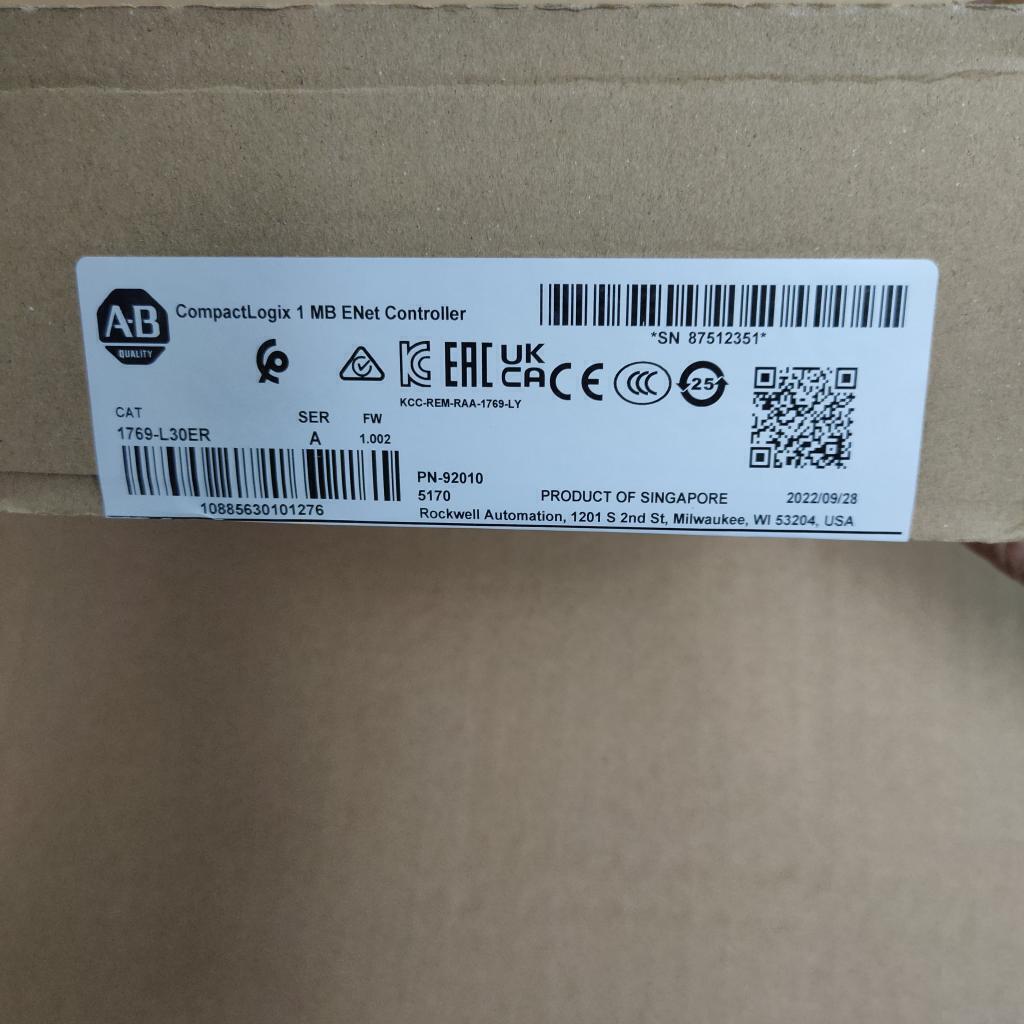 A-B
QUALITY
CompactLogix 1 MB ENet Controller
*SN 87512351*
KC
EAC
UK
CA
CE
CCC
25
KCC-REM-RAA-1769-LY
CAT
SER
FW
1769-L30ER
A
1.002
10885630101276
PN-92010
5170
PRODUCT OF SINGAPORE
2022/09/28
Rockwell Automation, 1201 S 2nd St, Milwaukee, WI 53204, USA